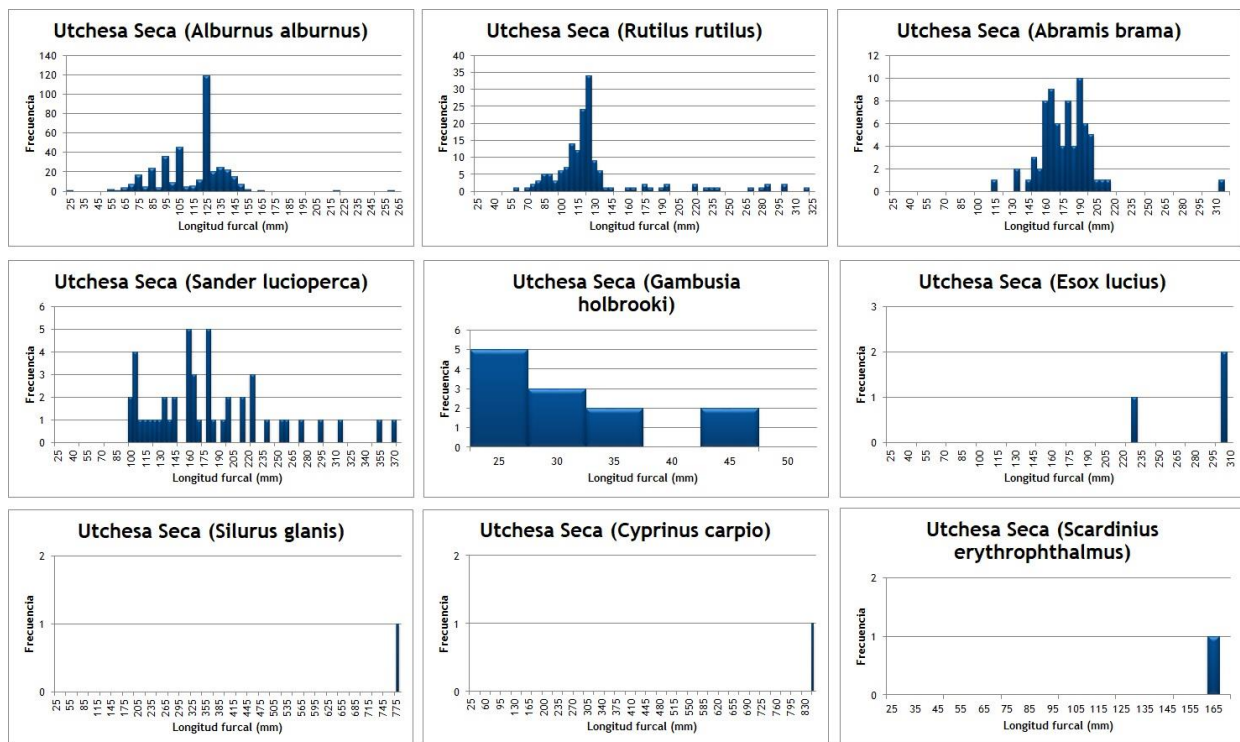 Utchesa Seca (Alburnus alburnus)
Frecuencia
140
120
100
80
60
40
20
0
25 35 45 55 65 75 85 95 105 115 125 135 145 155 165 175 185 195 205 215 225 235 245 255 265
Longitud furcal (mm)
Utchesa Seca (Rutilus rutilus)
Frecuencia
40
35
30
25
20
15
10
5
0
25 40 55 70 85 100 115 130 145 160 175 190 205 220 235 250 265 280 295 310 325
Longitud furcal (mm)
Utchesa Seca (Abramis brama)
Frecuencia
12
10
8
6
4
2
0
25 40 55 70 85 100 115 130 145 160 175 190 205 220 235 250 265 280 295 310
Longitud furcal (mm)
Utchesa Seca (Sander lucioperca)
Frecuencia
6
5
4
3
2
1
0
25 40 55 70 85 100 115 130 145 160 175 190 205 220 235 250 265 280 295 310 325 340 355 370
Longitud furcal (mm)
Utchesa Seca (Gambusia
holbrooki)
Frecuencia
6
5
4
3
2
1
0
25 30 35 40 45 50
Longitud furcal (mm)
Utchesa Seca (Esox lucius)
Frecuencia
3
2
1
0
25 40 55 70 85 100 115 130 145 160 175 190 205 220 235 250 265 280 295 310
Longitud furcal (mm)
Utchesa Seca (Silurus glanis)
Frecuencia
2
1
0
25 55 85 115 145 175 205 235 265 295 325 355 385 415 445 475 505 535 565 595 625 655 685 715 745 775
Longitud furcal (mm)
Utchesa Seca (Cyprinus carpio)
Frecuencia
2
1
0
25 60 95 130 165 200 235 270 305 340 375 410 445 480 515 550 585 620 655 690 725 760 795 830
Longitud furcal (mm)
Utchesa Seca (Scardinius
erythrophthalmus)
Frecuencia
2
1
0
25 35 45 55 65 75 85 95 105 115 125 135 145 155 165
Longitud furcal (mm)